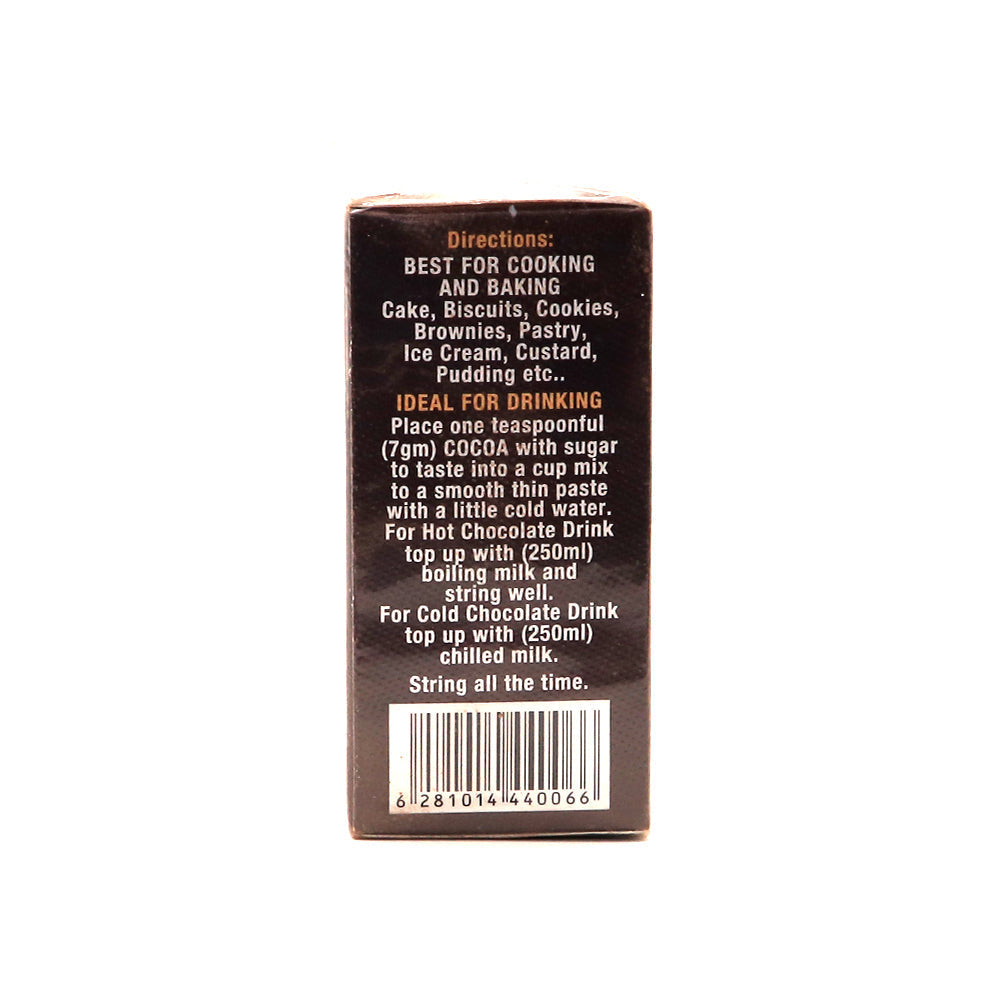 Directions:
BEST FOR COOKING
AND BAKING
Cake, Biscuits, Cookies,
Brownies, Pastry,
Ice Cream, Custard,
Pudding etc..
IDEAL FOR DRINKING
Place one teaspoonful
(7gm) COCOA with sugar
to taste into a cup mix
to a smooth thin paste
with a little cold water.
For Hot Chocolate Drink
top up with (250ml)
boiling milk and
string well.
For Cold Chocolate Drink
top up with (250ml)
chilled milk.
String all the time.
6 281014 440066